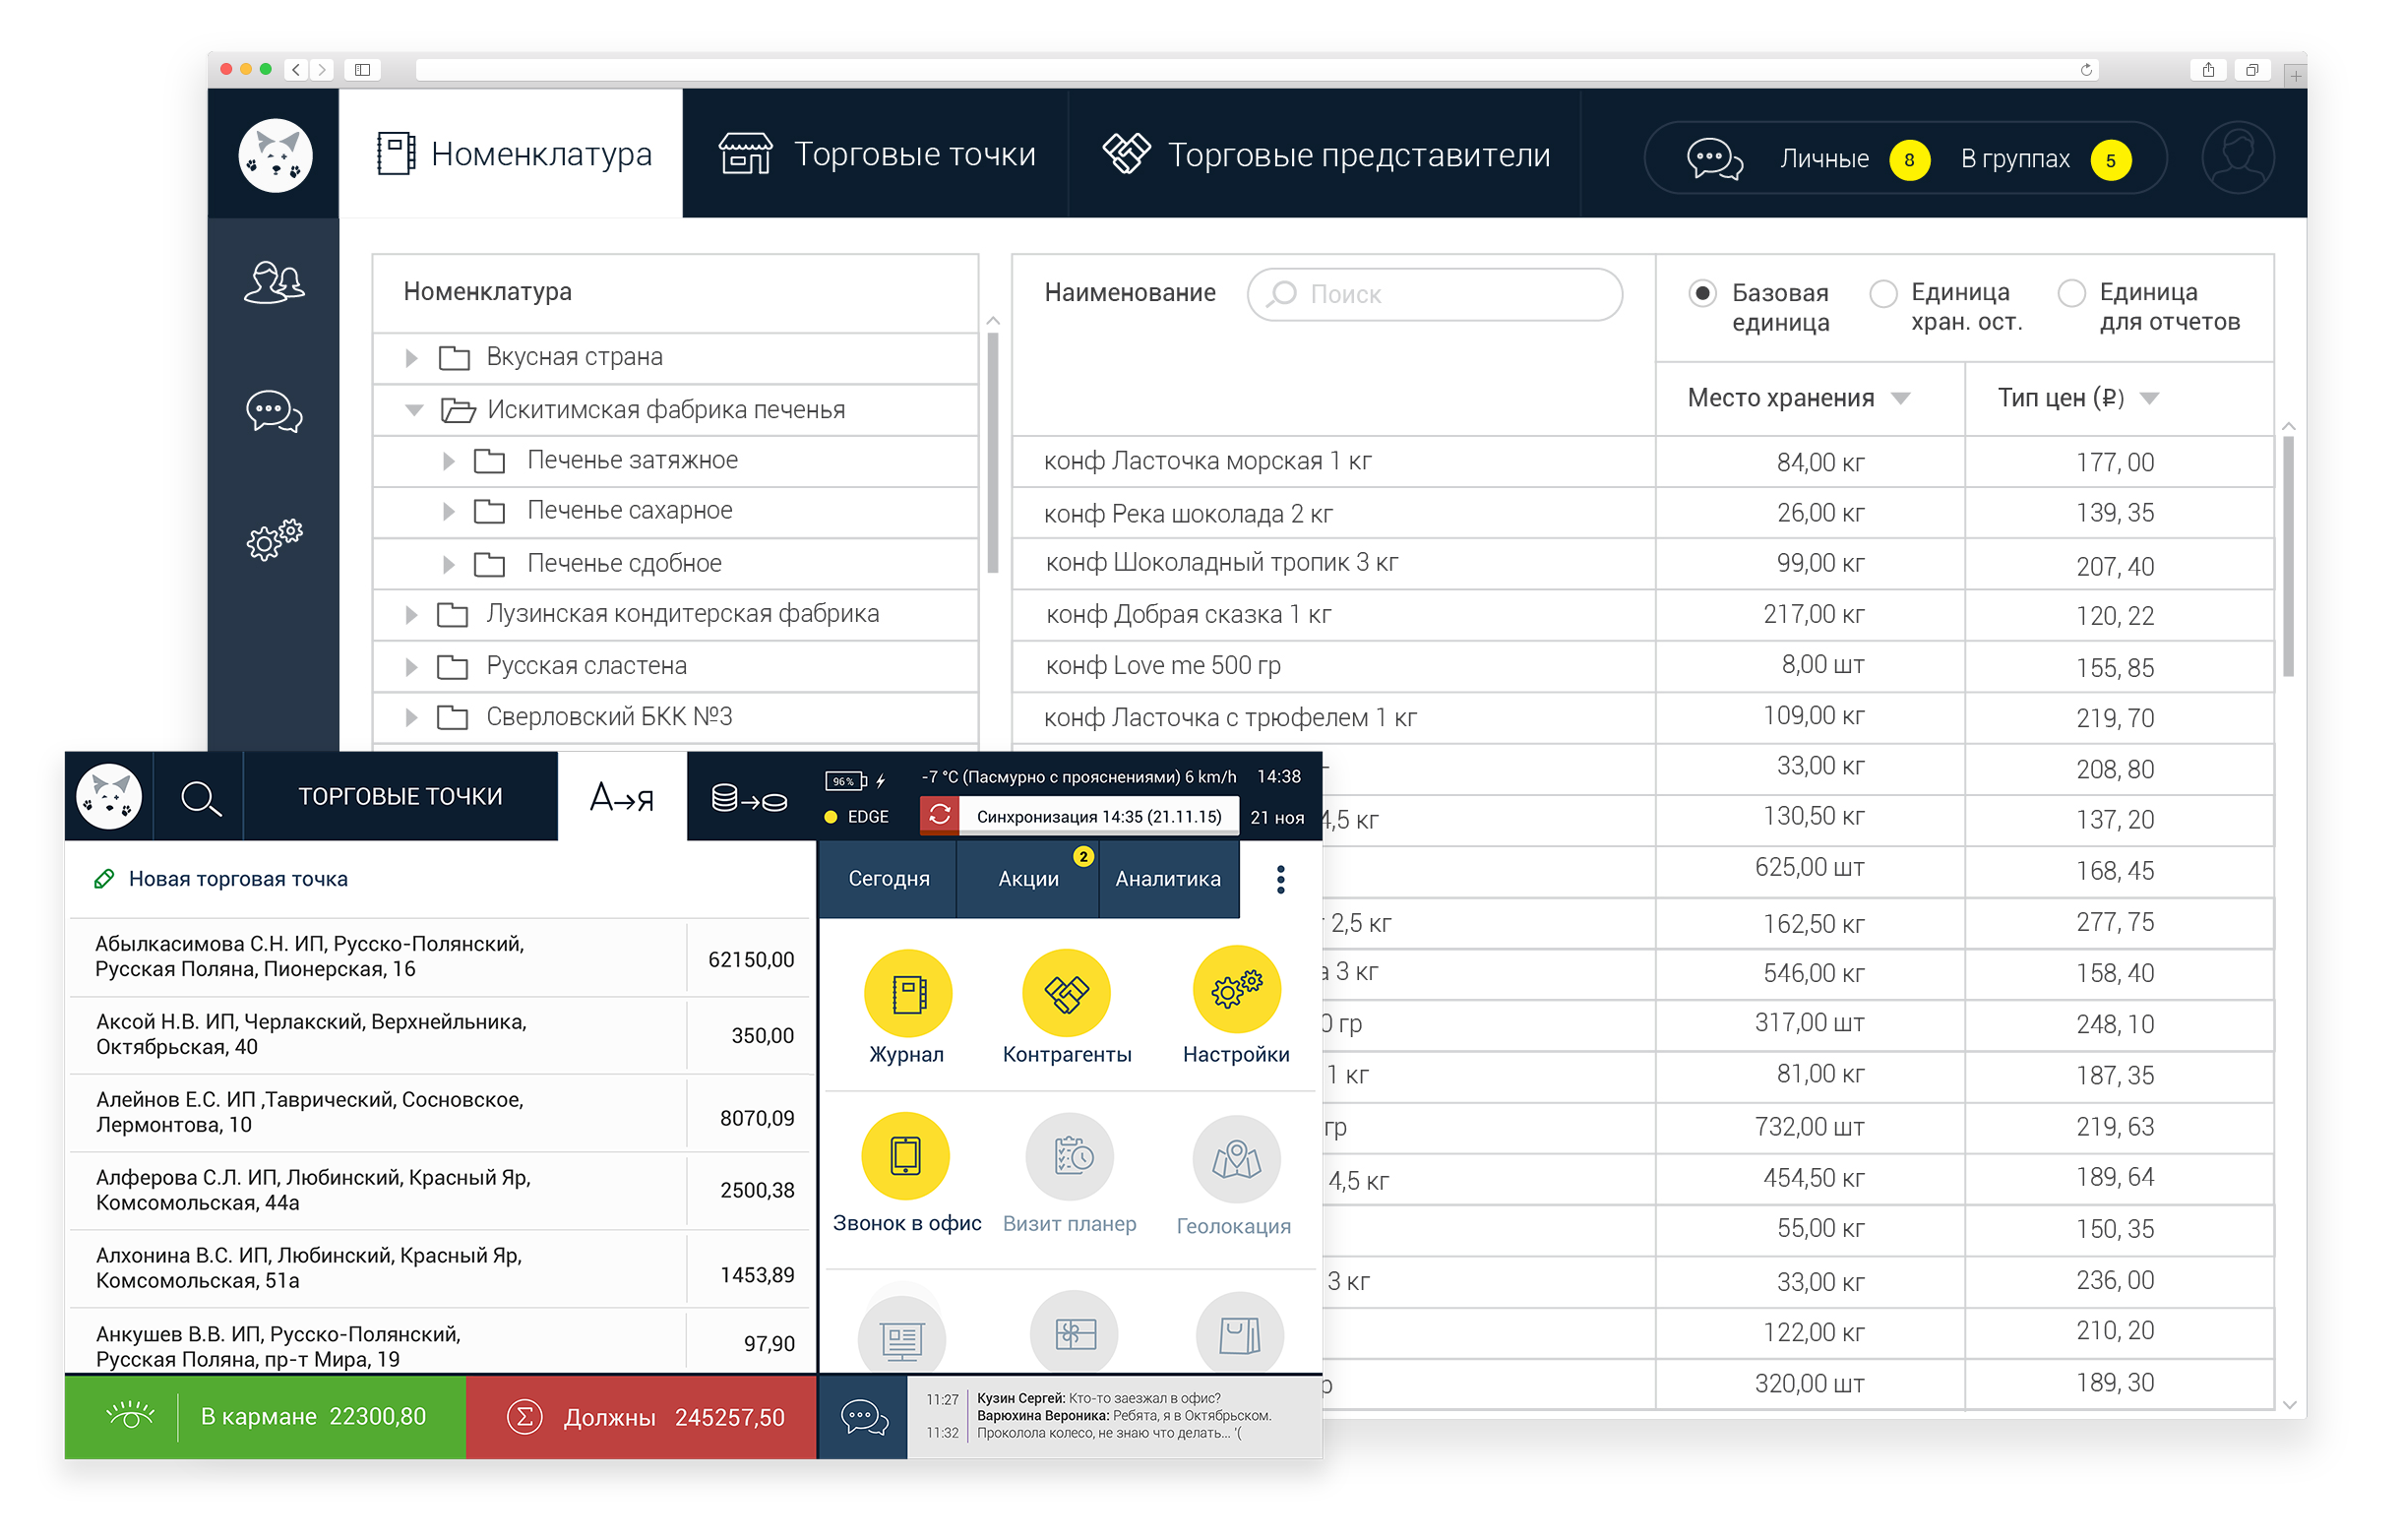 Номенклатура
Торговые точки
Торговые представители
Личные 8 В группах 5
Номенклатура
Вкусная страна
Искитимская фабрика печенья
Печенье затяжное
Печенье сахарное
Печенье сдобное
Лузинская кондитерская фабрика
Русская сластена
Сверловский БКК №3
Наименование
Поиск
Базовая единица
Единица хран. ост.
Единица для отчетов
Место хранения
Тип цен (₽)
конф Ласточка морская 1 кг 84,00 кг 177, 00
конф Река шоколада 2 кг 26,00 кг 139, 35
конф Шоколадный тропик 3 кг 99,00 кг 207, 40
конф Добрая сказка 1 кг 217,00 кг 120, 22
конф Love me 500 гр 8,00 шт 155, 85
конф Ласточка с трюфелем 1 кг 109,00 кг 219, 70
33,00 кг 208, 80
4,5 кг 130,50 кг 137, 20
625,00 шт 168, 45
2,5 кг 162,50 кг 277, 75
3 кг 546,00 кг 158, 40
гр 317,00 шт 248, 10
1 кг 81,00 кг 187, 35
гр 732,00 шт 219, 63
4,5 кг 454,50 кг 189, 64
55,00 кг 150, 35
3 кг 33,00 кг 236, 00
122,00 кг 210, 20
320,00 шт 189, 30
ТОРГОВЫЕ ТОЧКИ
А→я
96%
-7 °C (Пасмурно с прояснениями) 6 km/h 14:38
EDGE
Синхронизация 14:35 (21.11.15)
21 ноя
Новая торговая точка
Абылкасимова С.Н. ИП, Русско-Полянский,
Русская Поляна, Пионерская, 16
62150,00
Аксой Н.В. ИП, Черлакский, Верхнейльника,
Октябрьская, 40
350,00
Алейнов Е.С. ИП ,Таврический, Сосновское,
Лермонтова, 10
8070,09
Алферова С.Л. ИП, Любинский, Красный Яр,
Комсомольская, 44а
2500,38
Алхонина В.С. ИП, Любинский, Красный Яр,
Комсомольская, 51а
1453,89
Анкушев В.В. ИП, Русско-Полянский,
Русская Поляна, пр-т Мира, 19
97,90
В кармане 22300,80
Σ Должны 245257,50
Сегодня
Акции 2
Аналитика
Журнал
Контрагенты
Настройки
Звонок в офис
Визит планер
Геолокация
11:27 Кузин Сергей: Кто-то заезжал в офис?
Варюхина Вероника: Ребята, я в Октябрьском.
11:32 Проколола колесо, не знаю что делать... '(